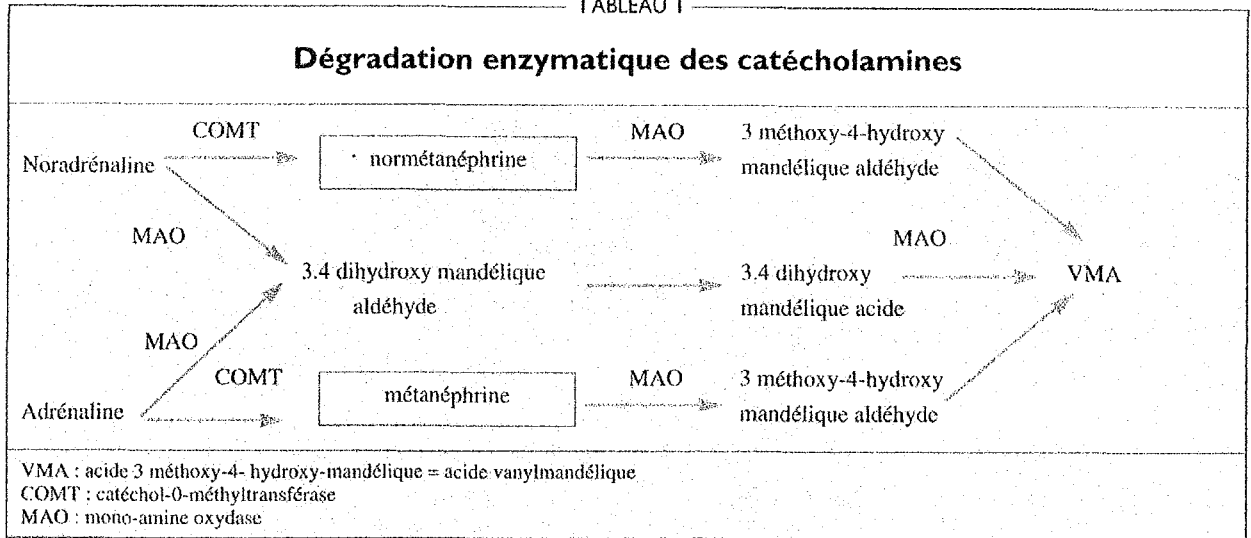 TABLEAU I
Dégradation enzymatique des catécholamines
COMT
MAO
3 méthoxy-4-hydroxy
Noradrénaline
normétanéphrine
mandélique aldéhyde
MAO
MAO
3.4 dihydroxy mandélique
3.4 dihydroxy
VMA
aldéhyde
mandélique acide
MAO
COMT
MAO
3 méthoxy-4-hydroxy
Adrénaline
métanéphrine
mandélique aldéhyde
VMA : acide 3 méthoxy-4- hydroxy-mandélique = acide vanylmandélique
COMT : catéchol-0-méthyltransférase
MAO : mono-amine oxydase